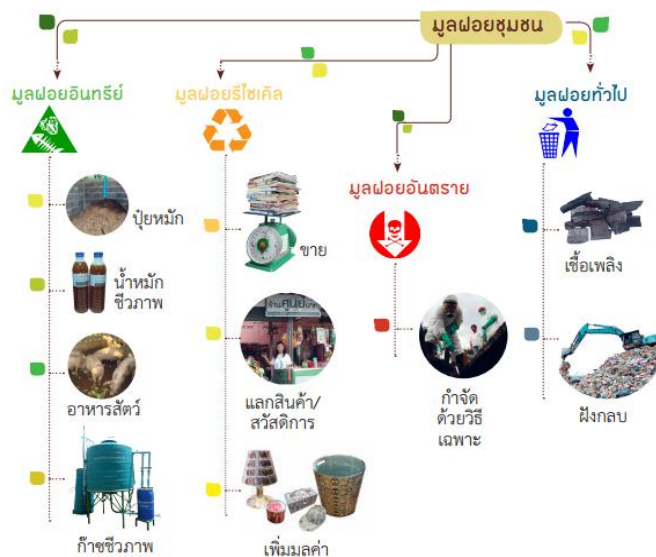 มูลฝอยชุมชน
มูลฝอยอินทรีย์
ปุ๋ยหมัก
น้ำหมัก
ชีวภาพ
อาหารสัตว์
ก๊าซชีวภาพ
มูลฝอยรีไซเคิล
ขาย
แลกสินค้า/
สวัสดิการ
เพิ่มมูลค่า
มูลฝอยอันตราย
กำจัด
ด้วยวิธี
เฉพาะ
มูลฝอยทั่วไป
เชื้อเพลิง
ฝังกลบ